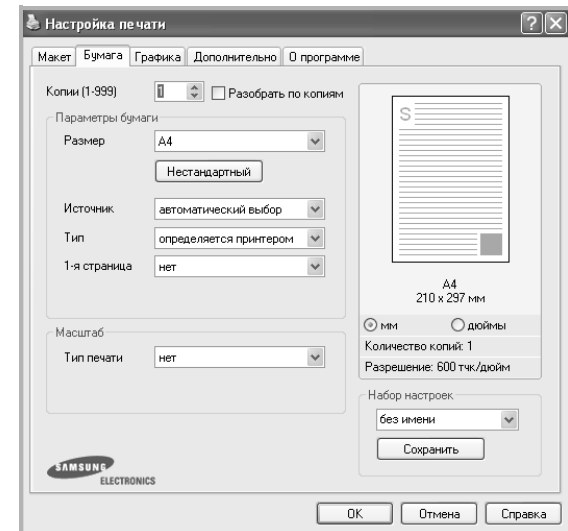 Настройка печати
Макет Бумага Графика Дополнительно О программе
Копии (1-999) 1 Разобрать по копиям
Параметры бумаги
Размер A4
Нестандартный
Источник автоматический выбор
Тип определяется принтером
1-я страница нет
Масштаб
Тип печати нет
SAMSUNG
ELECTRONICS
S
A4
210 x 297 мм
мм дюймы
Количество копий: 1
Разрешение: 600 тчк/дюйм
Набор настроек
без имени
Сохранить
OK Отмена Справка